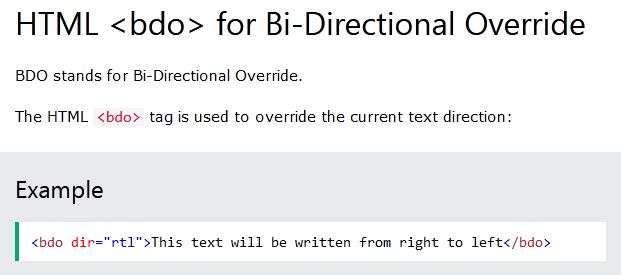 HTML <bdo> for Bi-Directional Override
BDO stands for Bi-Directional Override.
The HTML <bdo> tag is used to override the current text direction:
Example
<bdo dir="rtl">This text will be written from right to left</bdo>